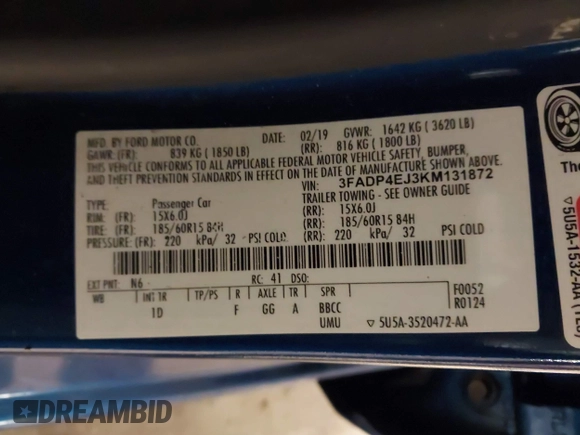 MFD. BY FORD MOTOR CO.
DATE: 02/19 GVWR: 1642 KG ( 3620 LB)
GAWR: (FR): 839 KG ( 1850 LB) (RR): 816 KG ( 1800 LB)
THIS VEHICLE CONFORMS TO ALL APPLICABLE FEDERAL MOTOR VEHICLE SAFETY, BUMPER,
AND THEFT PREVENTION STANDARDS IN EFFECT ON THE DATE OF MANUFACTURE SHOWN ABOVE.
VIN: 3FADP4EJ3KM131872
TYPE: Passenger Car TRAILER TOWING - SEE OWNER GUIDE
RIM: (FR): 15X6.0J (RR): 15X6.0J
TIRE: (FR): 185/60R15 84H (RR): 185/60R15 84H
PRESSURE: (FR): 220 kPa/ 32 PSI COLD (RR): 220 kPa/ 32 PSI COLD
EXT PNT: N6 RC: 41 DSO:
WB INT TR TP/PS R AXLE TR SPR
1D F GG A BBCC
UMU
F0052
R0124
▽ 5U5A-3520472-AA
▽ 5U5A-1532-AA
DREAMBID